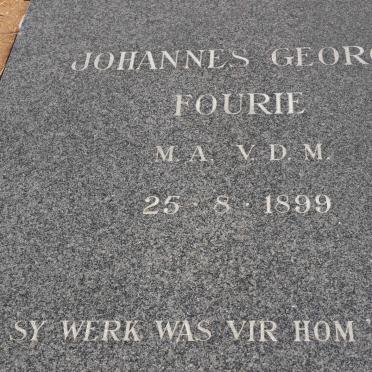 JOHANNES GEOR
FOURIE
M. A. V. D. M.
25 · 8 · 1899
SY WERK WAS VIR HOM